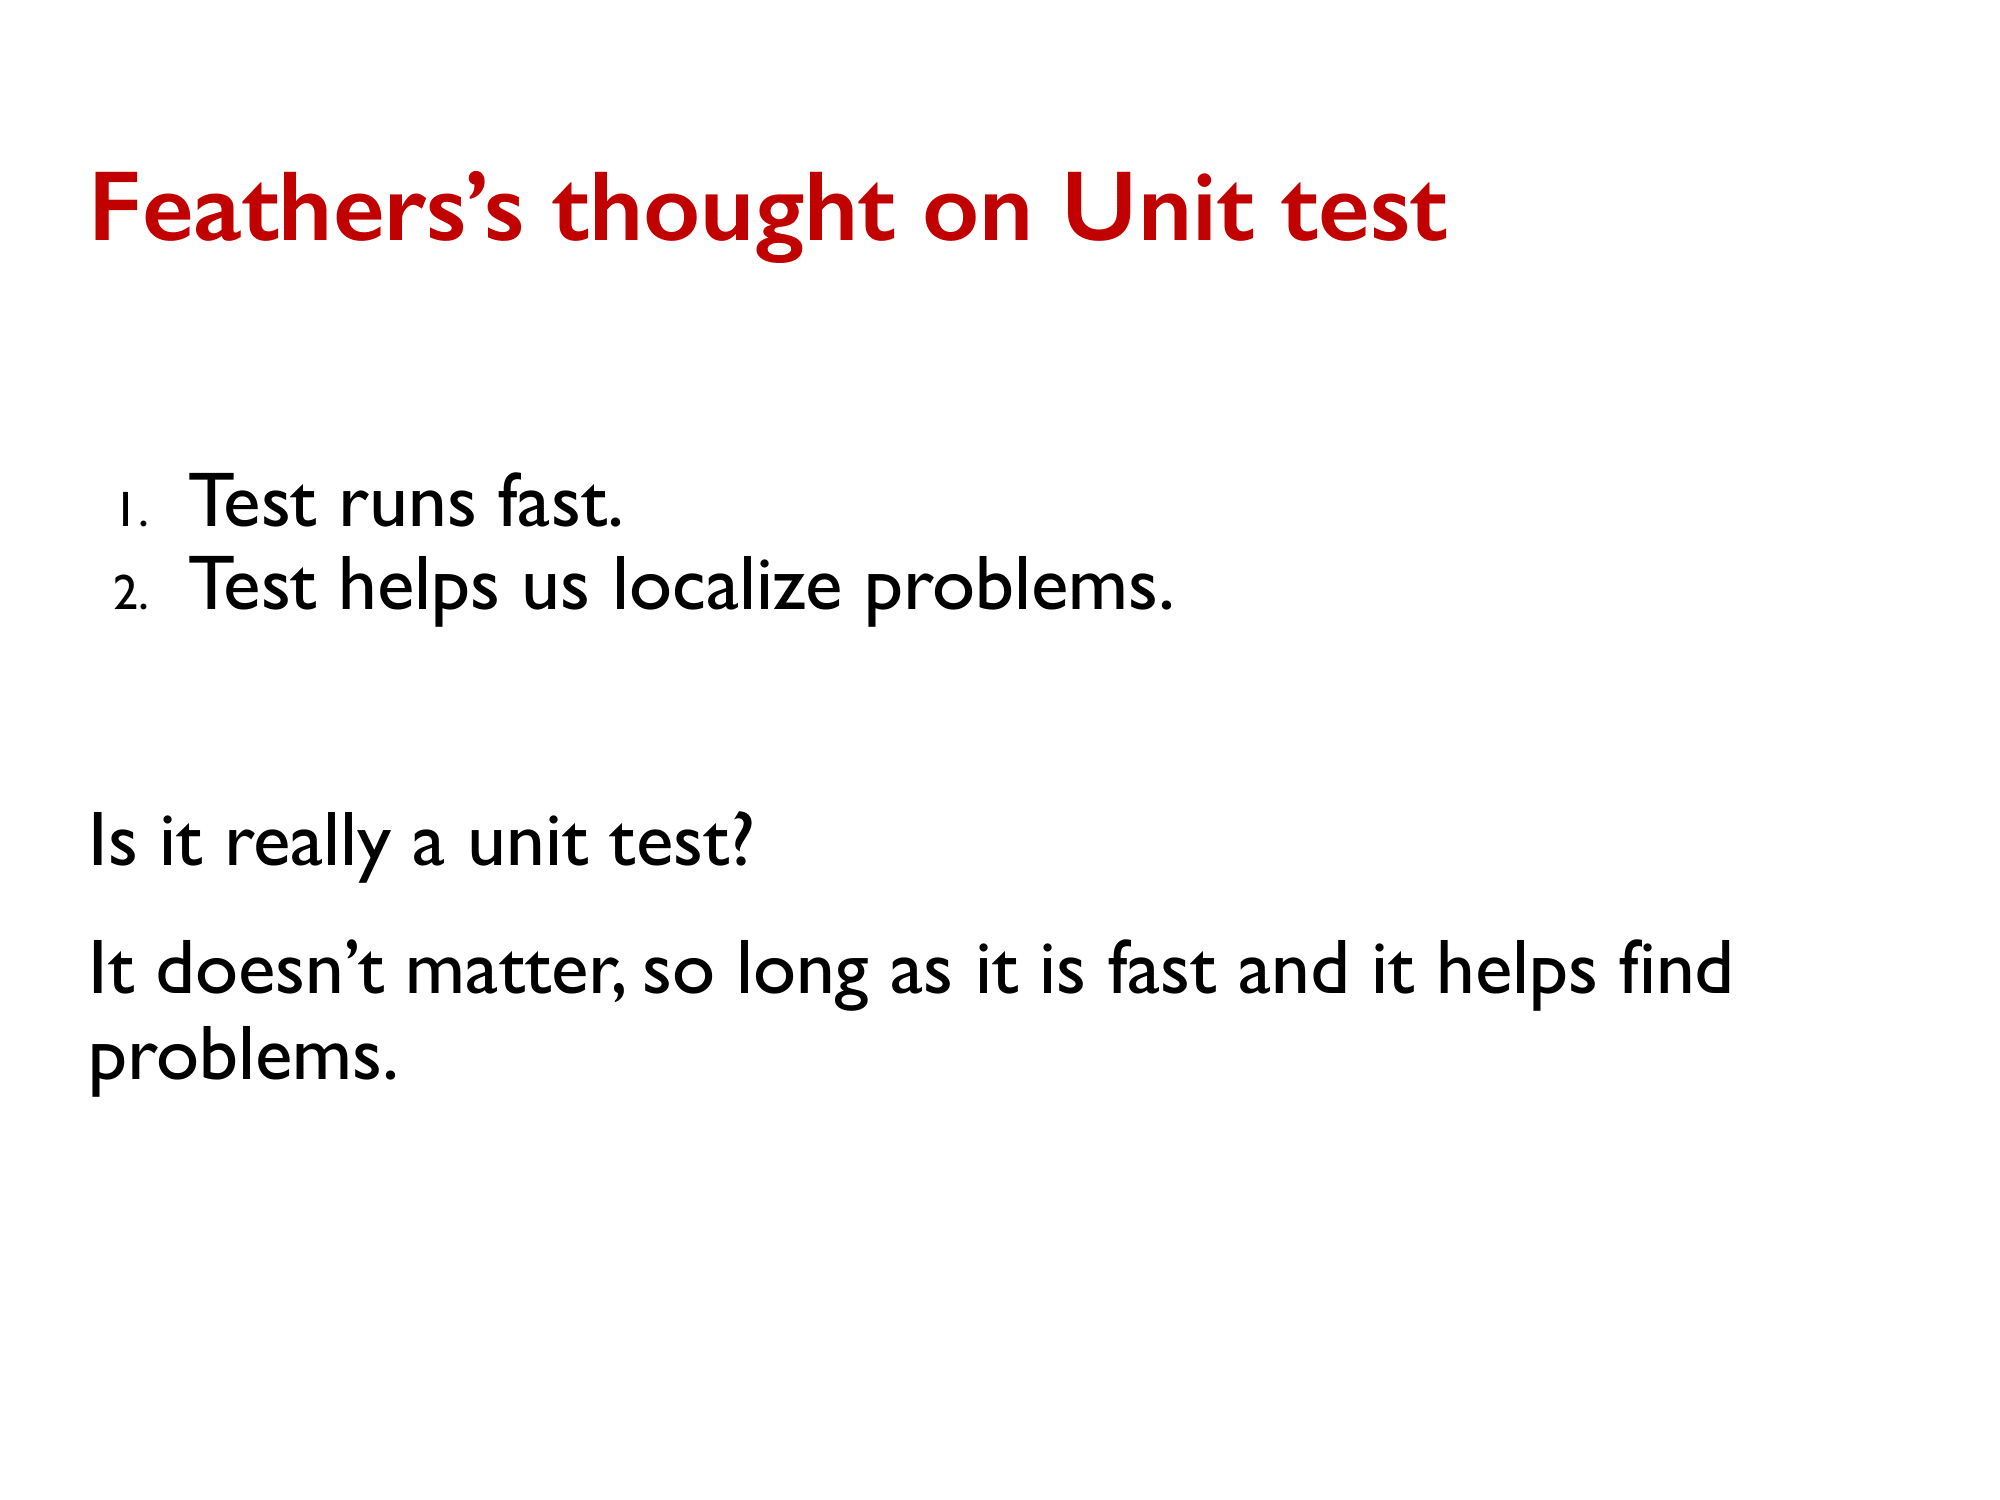 Feathers’s thought on Unit test
1. Test runs fast.
2. Test helps us localize problems.
Is it really a unit test?
It doesn’t matter, so long as it is fast and it helps find
problems.